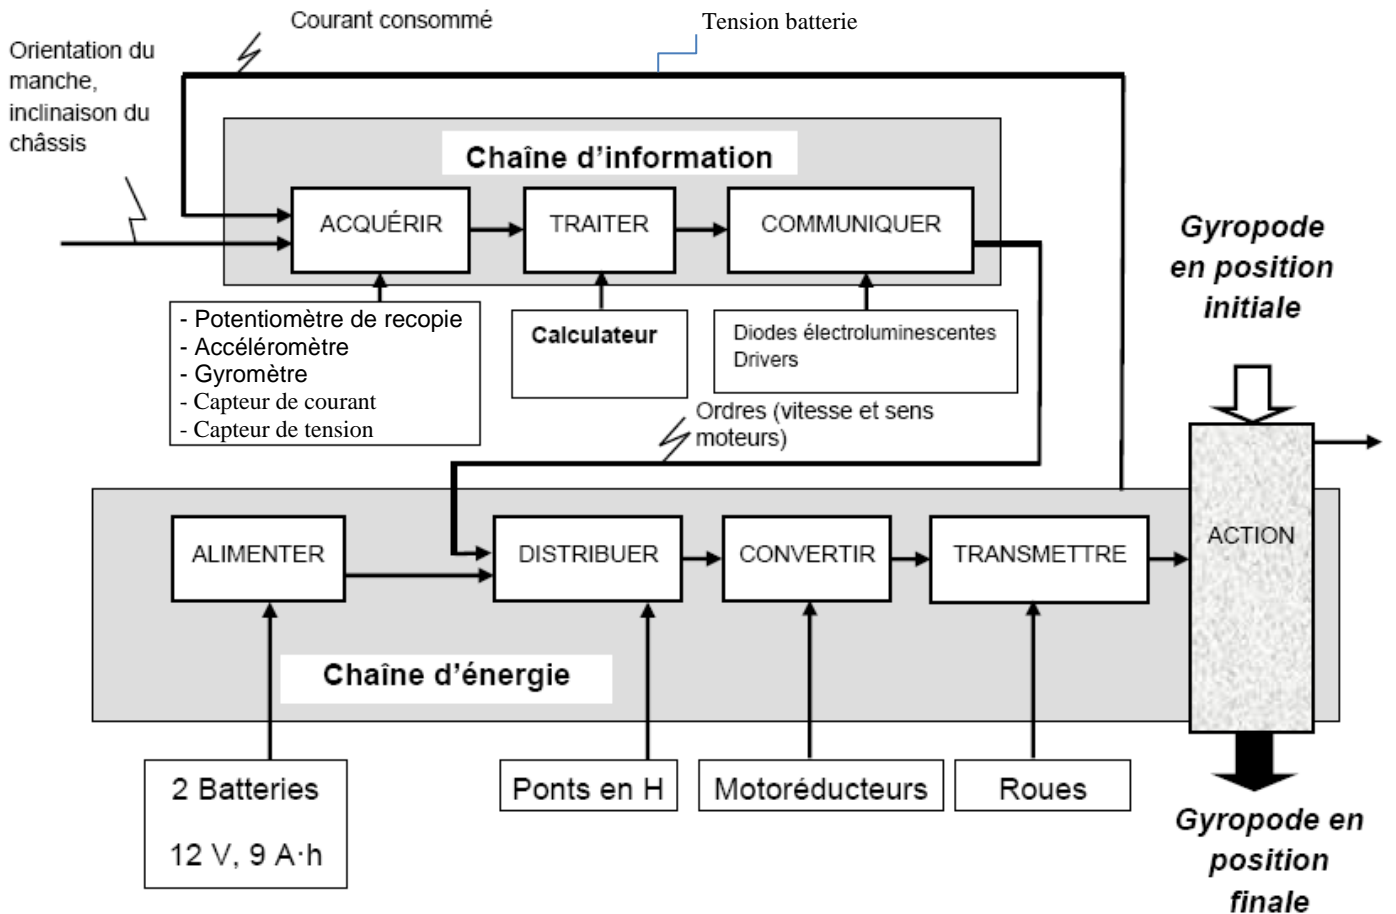 Courant consommé
Tension batterie
Orientation du
manche,
inclinaison du
châssis
Chaîne d’information
ACQUÉRIR
TRAITER
COMMUNIQUER
- Potentiomètre de recopie
- Accéléromètre
- Gyromètre
- Capteur de courant
- Capteur de tension
Calculateur
Diodes électroluminescentes
Drivers
Ordres (vitesse et sens
moteurs)
Gyropode
en position
initiale
ALIMENTER
DISTRIBUER
CONVERTIR
TRANSMETTRE
ACTION
Chaîne d’énergie
2 Batteries
12 V, 9 A·h
Ponts en H
Motoréducteurs
Roues
Gyropode en
position
finale